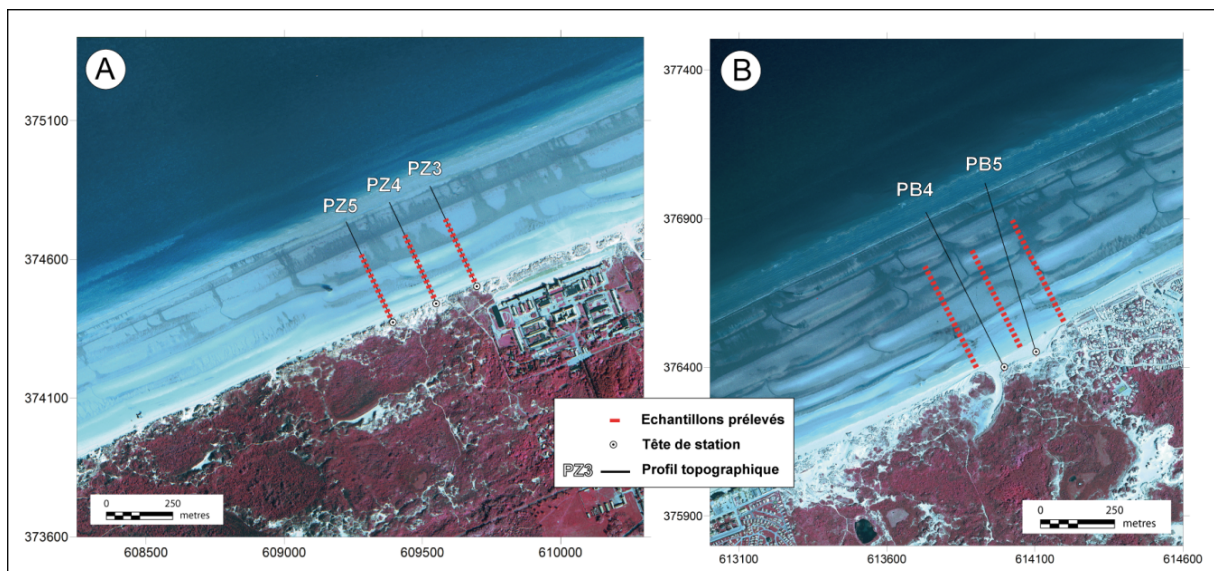 A
375100
374600
374100
373600
608500
609000
609500
610000
PZ5
PZ4
PZ3
0
250
metres
B
377400
376900
376400
375900
613100
613600
614100
614600
PB4
PB5
0
250
metres
Echantillons prélevés
Tête de station
PZ3 Profil topographique